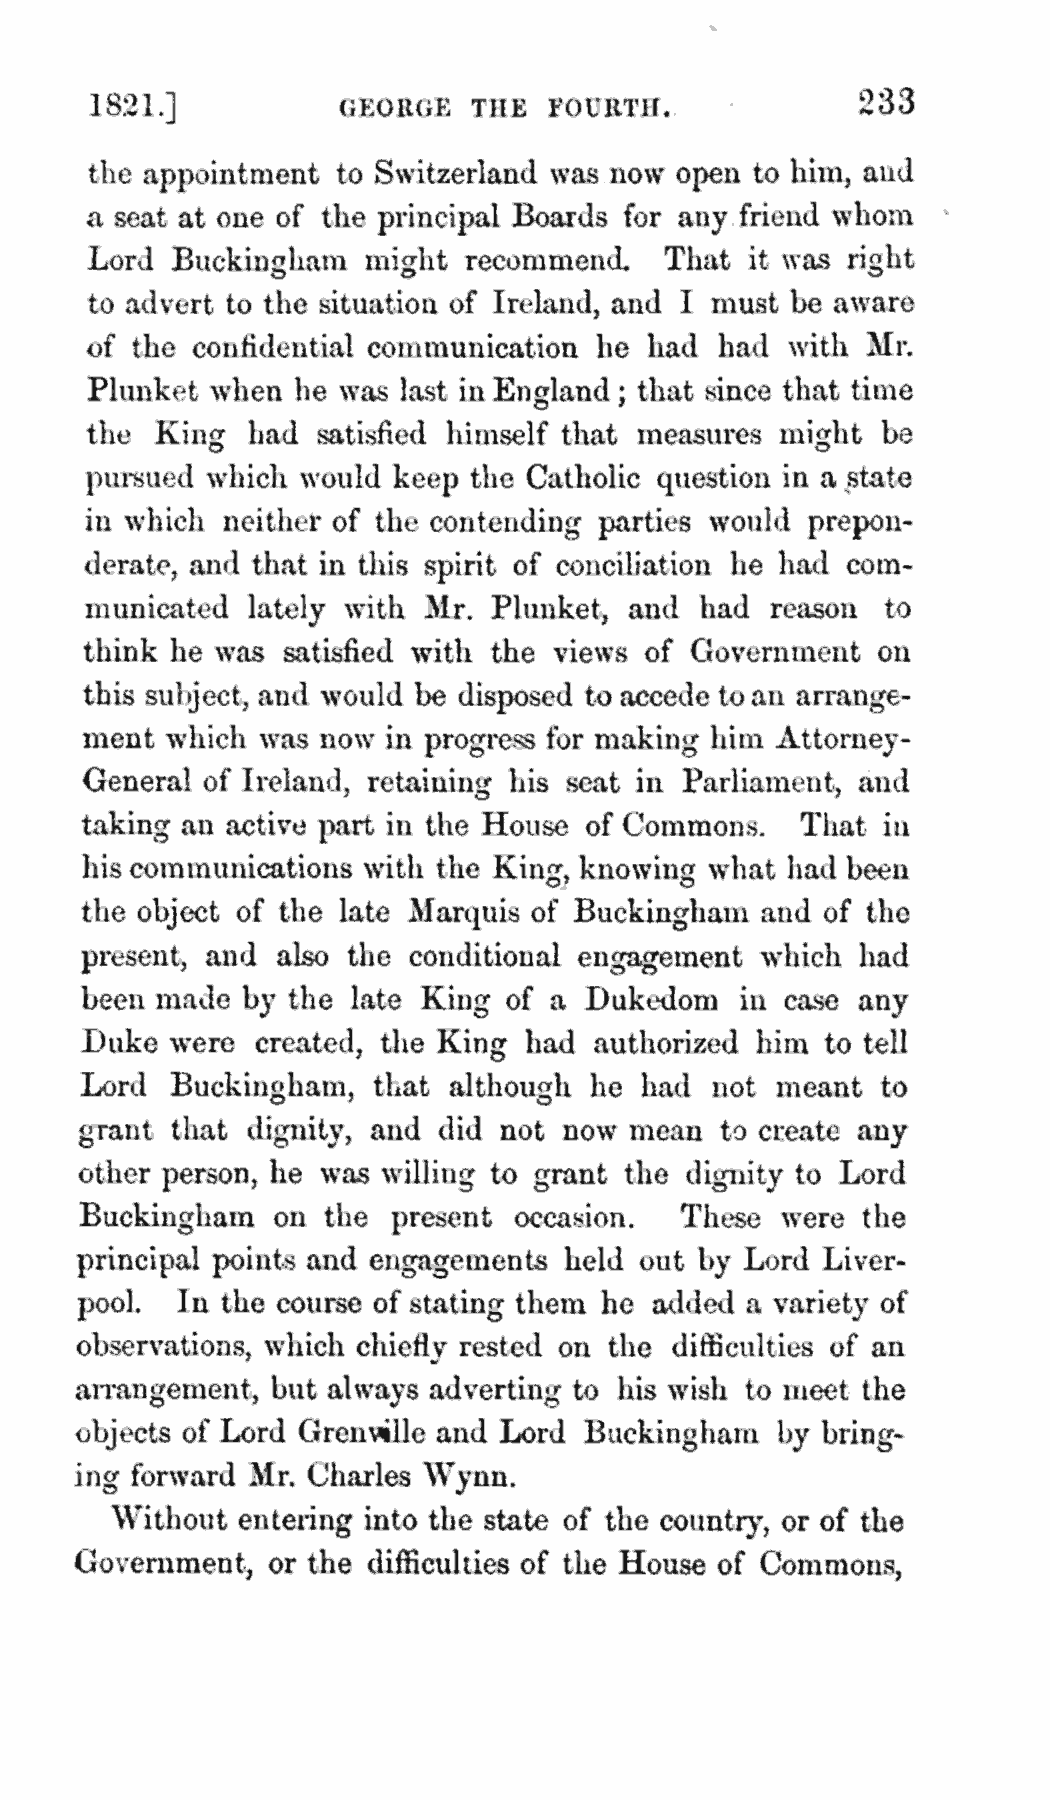 1821.] GEORGE THE FOURTH. 233
the appointment to Switzerland was now open to him, and
a seat at one of the principal Boards for any friend whom
Lord Buckingham might recommend. That it was right
to advert to the situation of Ireland, and I must be aware
of the confidential communication he had had with Mr.
Plunket when he was last in England; that since that time
the King had satisfied himself that measures might be
pursued which would keep the Catholic question in a state
in which neither of the contending parties would prepon-
derate, and that in this spirit of conciliation he had com-
municated lately with Mr. Plunket, and had reason to
think he was satisfied with the views of Government on
this subject, and would be disposed to accede to an arrange-
ment which was now in progress for making him Attorney-
General of Ireland, retaining his seat in Parliament, and
taking an active part in the House of Commons. That in
his communications with the King, knowing what had been
the object of the late Marquis of Buckingham and of the
present, and also the conditional engagement which had
been made by the late King of a Dukedom in case any
Duke were created, the King had authorized him to tell
Lord Buckingham, that although he had not meant to
grant that dignity, and did not now mean to create any
other person, he was willing to grant the dignity to Lord
Buckingham on the present occasion. These were the
principal points and engagements held out by Lord Liver-
pool. In the course of stating them he added a variety of
observations, which chiefly rested on the difficulties of an
arrangement, but always adverting to his wish to meet the
objects of Lord Grenville and Lord Buckingham by bring-
ing forward Mr. Charles Wynn.
Without entering into the state of the country, or of the
Government, or the difficulties of the House of Commons,